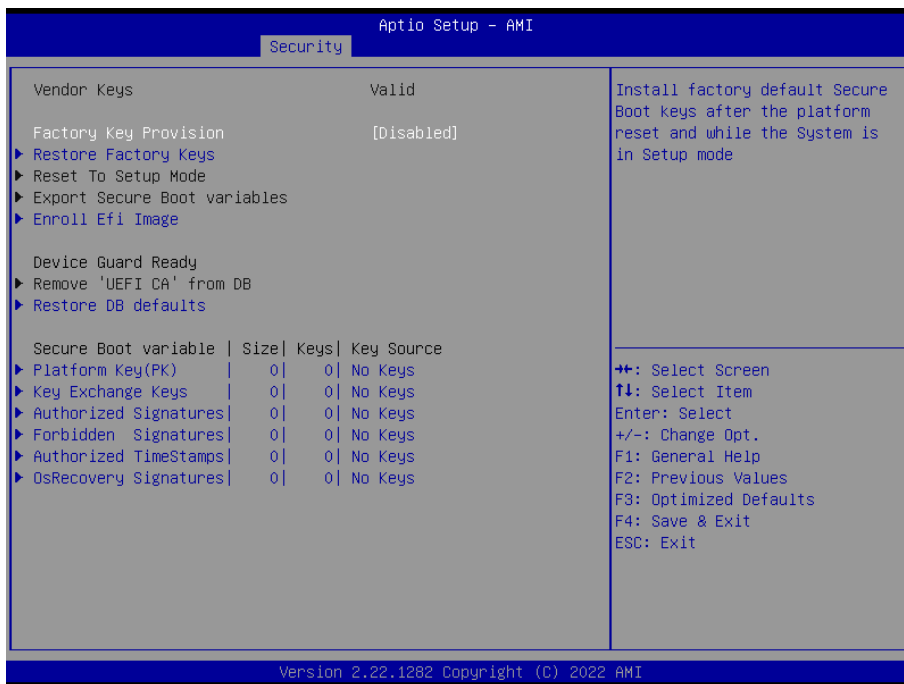 Aptio Setup – AMI
Security
Vendor Keys Valid
Factory Key Provision [Disabled]
Restore Factory Keys
Reset To Setup Mode
Export Secure Boot variables
Enroll Efi Image
Device Guard Ready
Remove 'UEFI CA' from DB
Restore DB defaults
Secure Boot variable | Size| Keys| Key Source
Platform Key(PK) | 0| 0| No Keys
Key Exchange Keys | 0| 0| No Keys
Authorized Signatures| 0| 0| No Keys
Forbidden Signatures| 0| 0| No Keys
Authorized TimeStamps| 0| 0| No Keys
OsRecovery Signatures| 0| 0| No Keys
Install factory default Secure
Boot keys after the platform
reset and while the System is
in Setup mode
→←: Select Screen
↑↓: Select Item
Enter: Select
+/-: Change Opt.
F1: General Help
F2: Previous Values
F3: Optimized Defaults
F4: Save & Exit
ESC: Exit
Version 2.22.1282 Copyright (C) 2022 AMI